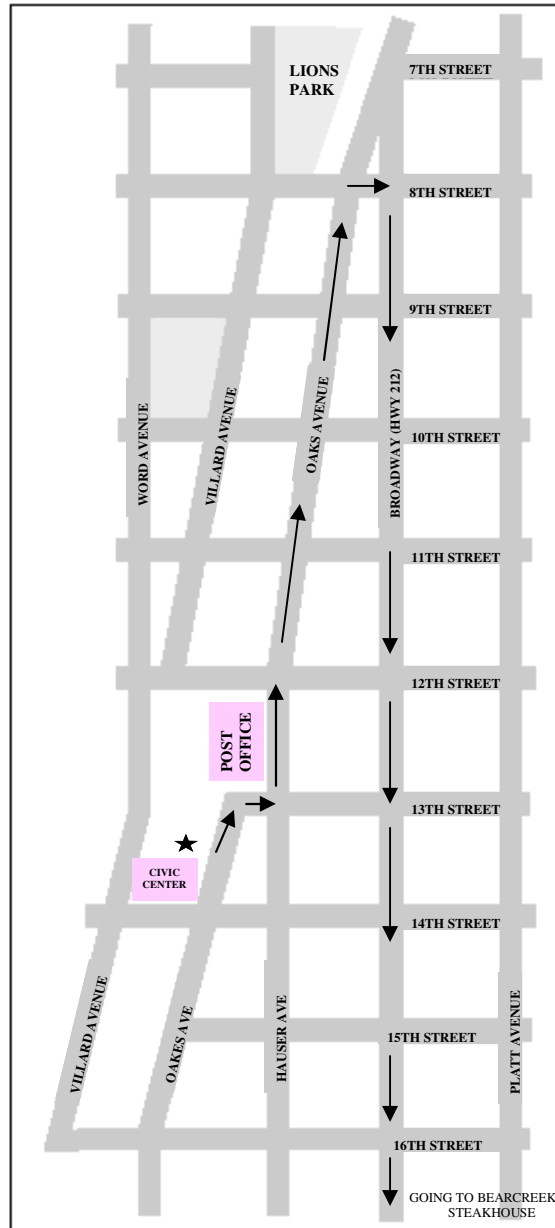 LIONS
PARK
7TH STREET
8TH STREET
9TH STREET
WORD AVENUE
VILLARD AVENUE
OAKS AVENUE
BROADWAY (HWY 212)
10TH STREET
11TH STREET
12TH STREET
POST
OFFICE
13TH STREET
CIVIC
CENTER
14TH STREET
VILLARD AVENUE
OAKES AVE
HAUSER AVE
PLATT AVENUE
15TH STREET
16TH STREET
GOING TO BEARCREEK
STEAKHOUSE